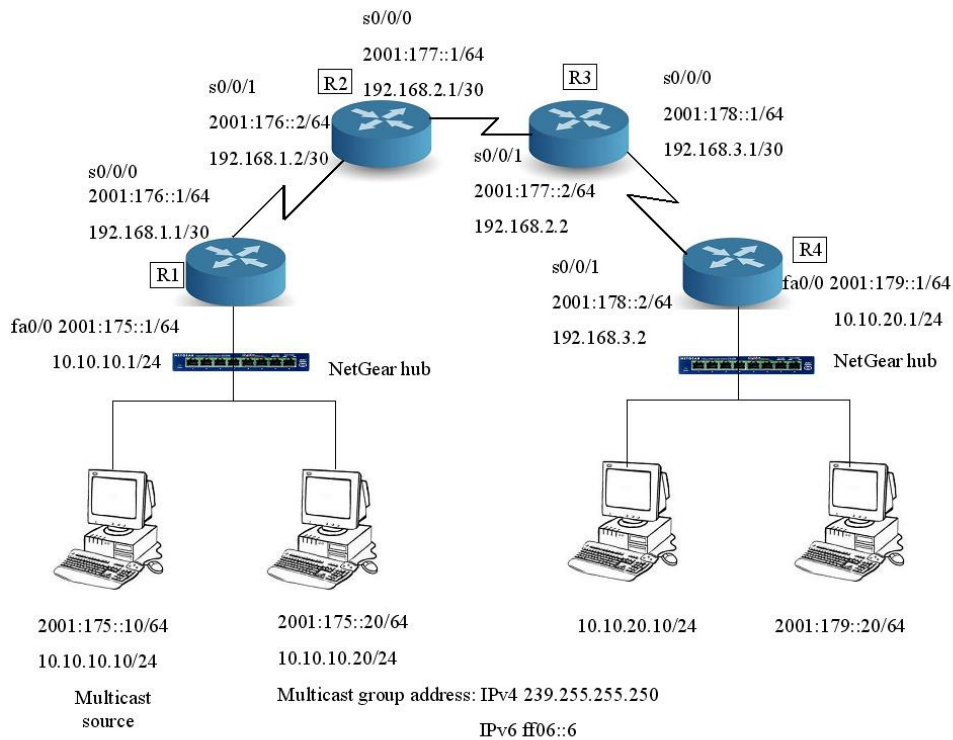 s0/0/0
2001:177::1/64
192.168.2.1/30
R2
R3
s0/0/0
2001:178::1/64
192.168.3.1/30
s0/0/1
2001:176::2/64
192.168.1.2/30
s0/0/1
2001:177::2/64
192.168.2.2
s0/0/0
2001:176::1/64
192.168.1.1/30
R1
R4
s0/0/1
2001:178::2/64
192.168.3.2
fa0/0 2001:179::1/64
10.10.20.1/24
fa0/0 2001:175::1/64
10.10.10.1/24
NETGEAR
NetGear hub
NETGEAR
NetGear hub
2001:175::10/64
10.10.10.10/24
Multicast
source
2001:175::20/64
10.10.10.20/24
10.10.20.10/24
2001:179::20/64
Multicast group address: IPv4 239.255.255.250
IPv6 ff06::6